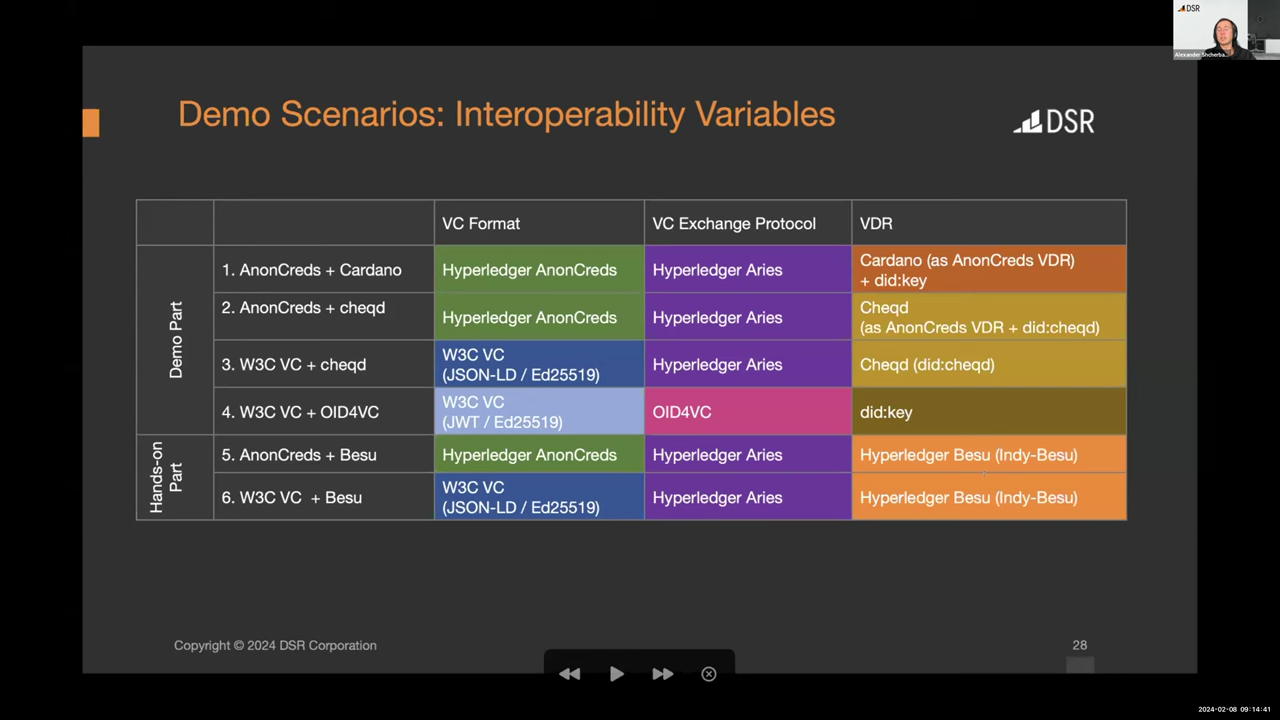 DSR
Alexander Shcherba...
Demo Scenarios: Interoperability Variables
DSR
VC Format
VC Exchange Protocol
VDR
Demo Part
1. AnonCreds + Cardano
Hyperledger AnonCreds
Hyperledger Aries
Cardano (as AnonCreds VDR)
+ did:key
2. AnonCreds + cheqd
Hyperledger AnonCreds
Hyperledger Aries
Cheqd
(as AnonCreds VDR + did:cheqd)
3. W3C VC + cheqd
W3C VC
(JSON-LD / Ed25519)
Hyperledger Aries
Cheqd (did:cheqd)
4. W3C VC + OID4VC
W3C VC
(JWT / Ed25519)
OID4VC
did:key
Hands-on
Part
5. AnonCreds + Besu
Hyperledger AnonCreds
Hyperledger Aries
Hyperledger Besu (Indy-Besu)
6. W3C VC + Besu
W3C VC
(JSON-LD / Ed25519)
Hyperledger Aries
Hyperledger Besu (Indy-Besu)
Copyright © 2024 DSR Corporation
28
2024-02-08 09:14:41